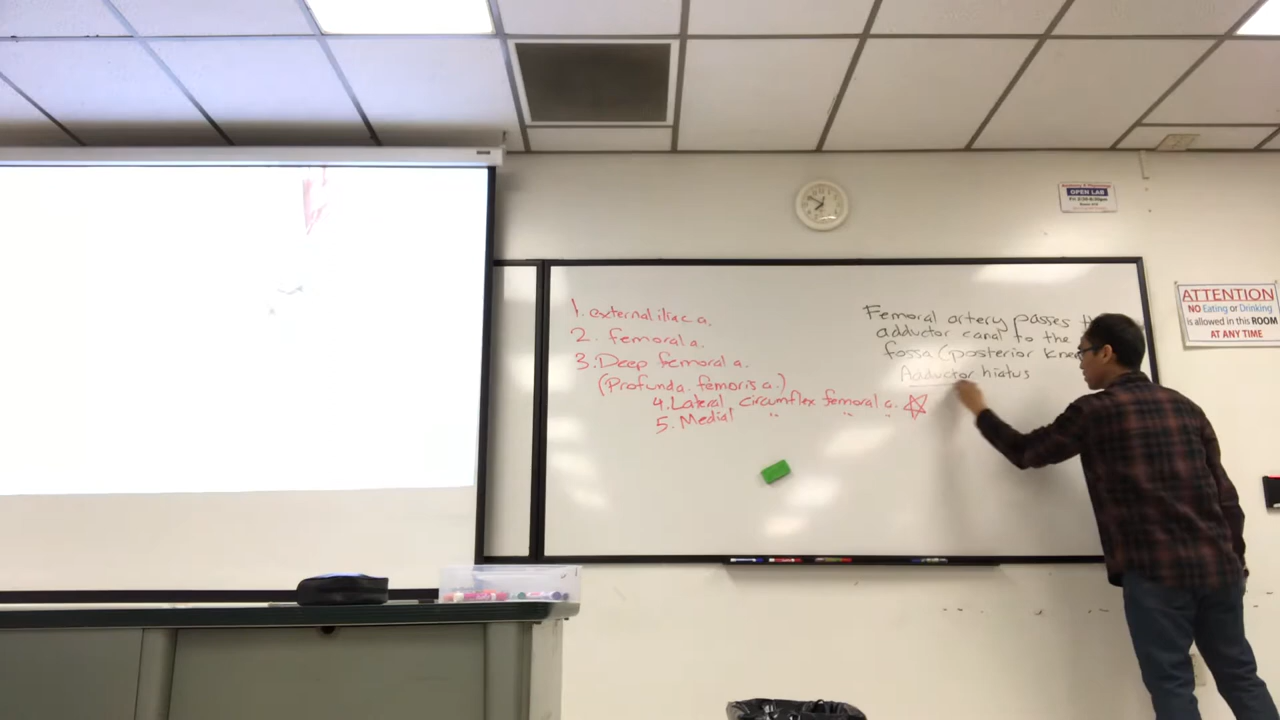 1. external iliac a.
2. femoral a.
3. Deep femoral a.
(Profunda femoris a.)
4. Lateral circumflex femoral a.
5. Medial " " "
Femoral artery passes
adductor canal to the
fossa (posterior knee
Adductor hiatus
OPEN LAB
ATTENTION
NO Eating or Drinking
is allowed in this ROOM
AT ANY TIME